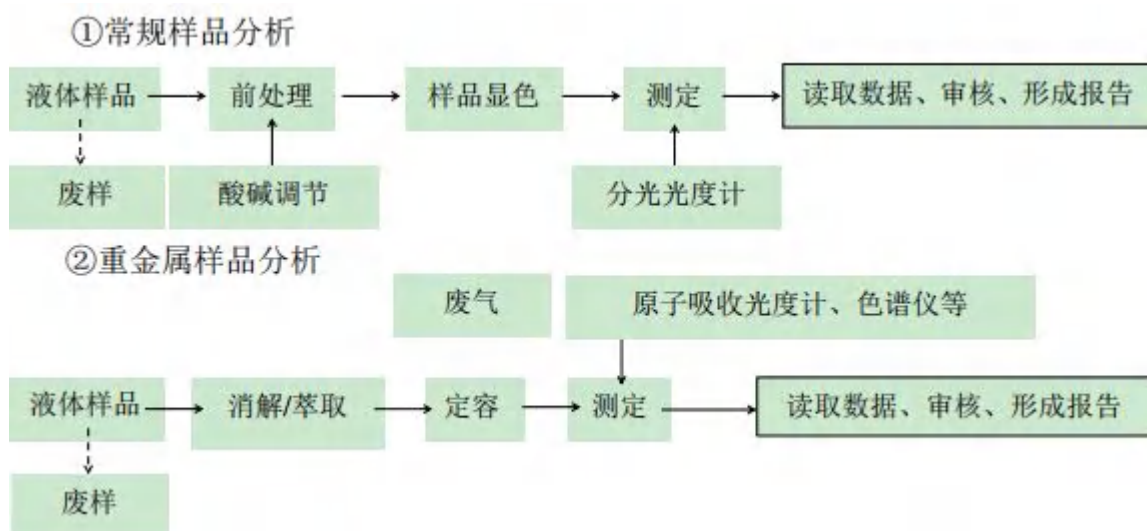 ①常规样品分析
液体样品
前处理
样品显色
测定
读取数据、审核、形成报告
废样
酸碱调节
分光光度计
②重金属样品分析
废气
原子吸收光度计、色谱仪等
液体样品
消解/萃取
定容
测定
读取数据、审核、形成报告
废样